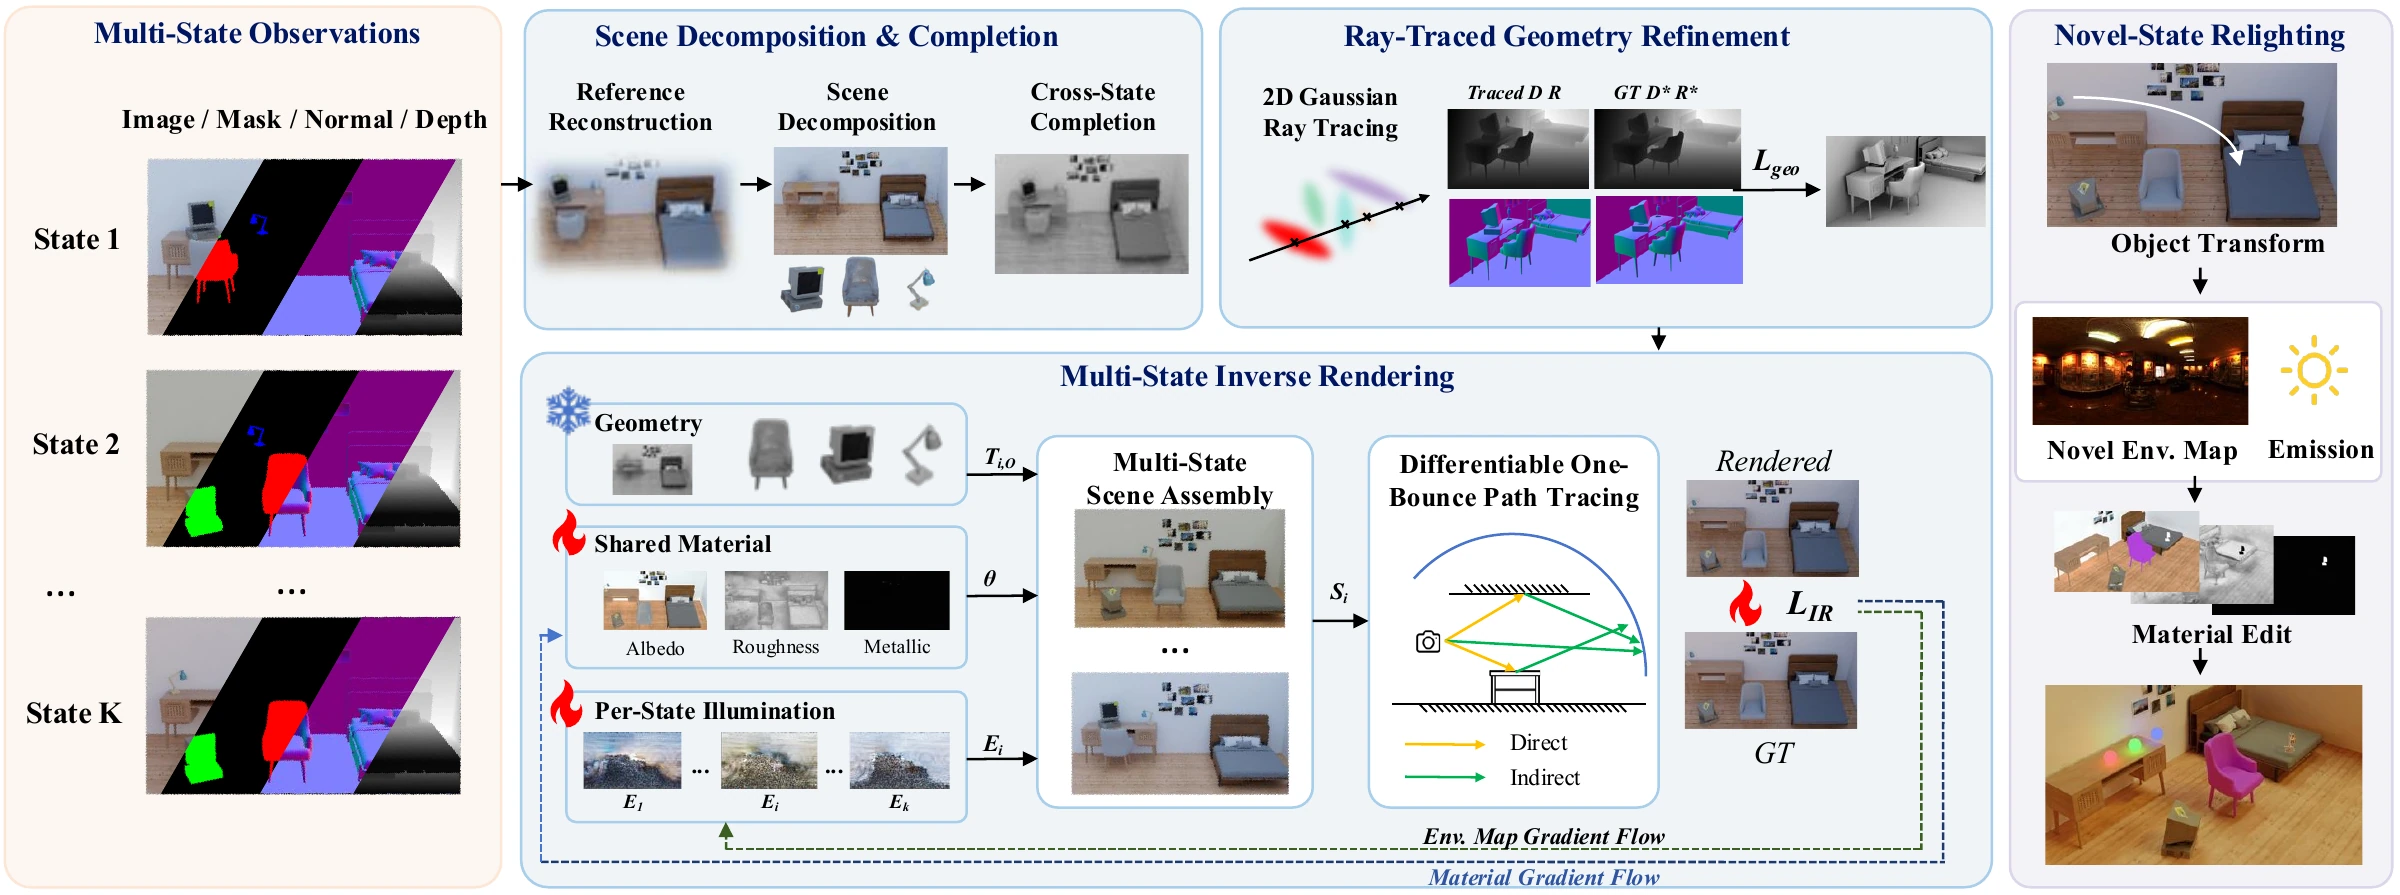 Multi-State Observations
Image / Mask / Normal / Depth
State 1
State 2
...
...
State K
Scene Decomposition & Completion
Reference
Reconstruction
Scene
Decomposition
Cross-State
Completion
Ray-Traced Geometry Refinement
2D Gaussian
Ray Tracing
Traced D R
GT D* R*
L_geo
Multi-State Inverse Rendering
Geometry
T_i,o
Shared Material
Albedo
Roughness
Metallic
θ
Per-State Illumination
...
...
E_1
E_i
E_k
E_i
Multi-State
Scene Assembly
...
S_i
Differentiable One-
Bounce Path Tracing
Direct
Indirect
Rendered
L_IR
GT
Env. Map Gradient Flow
Material Gradient Flow
Novel-State Relighting
Object Transform
Novel Env. Map
Emission
Material Edit